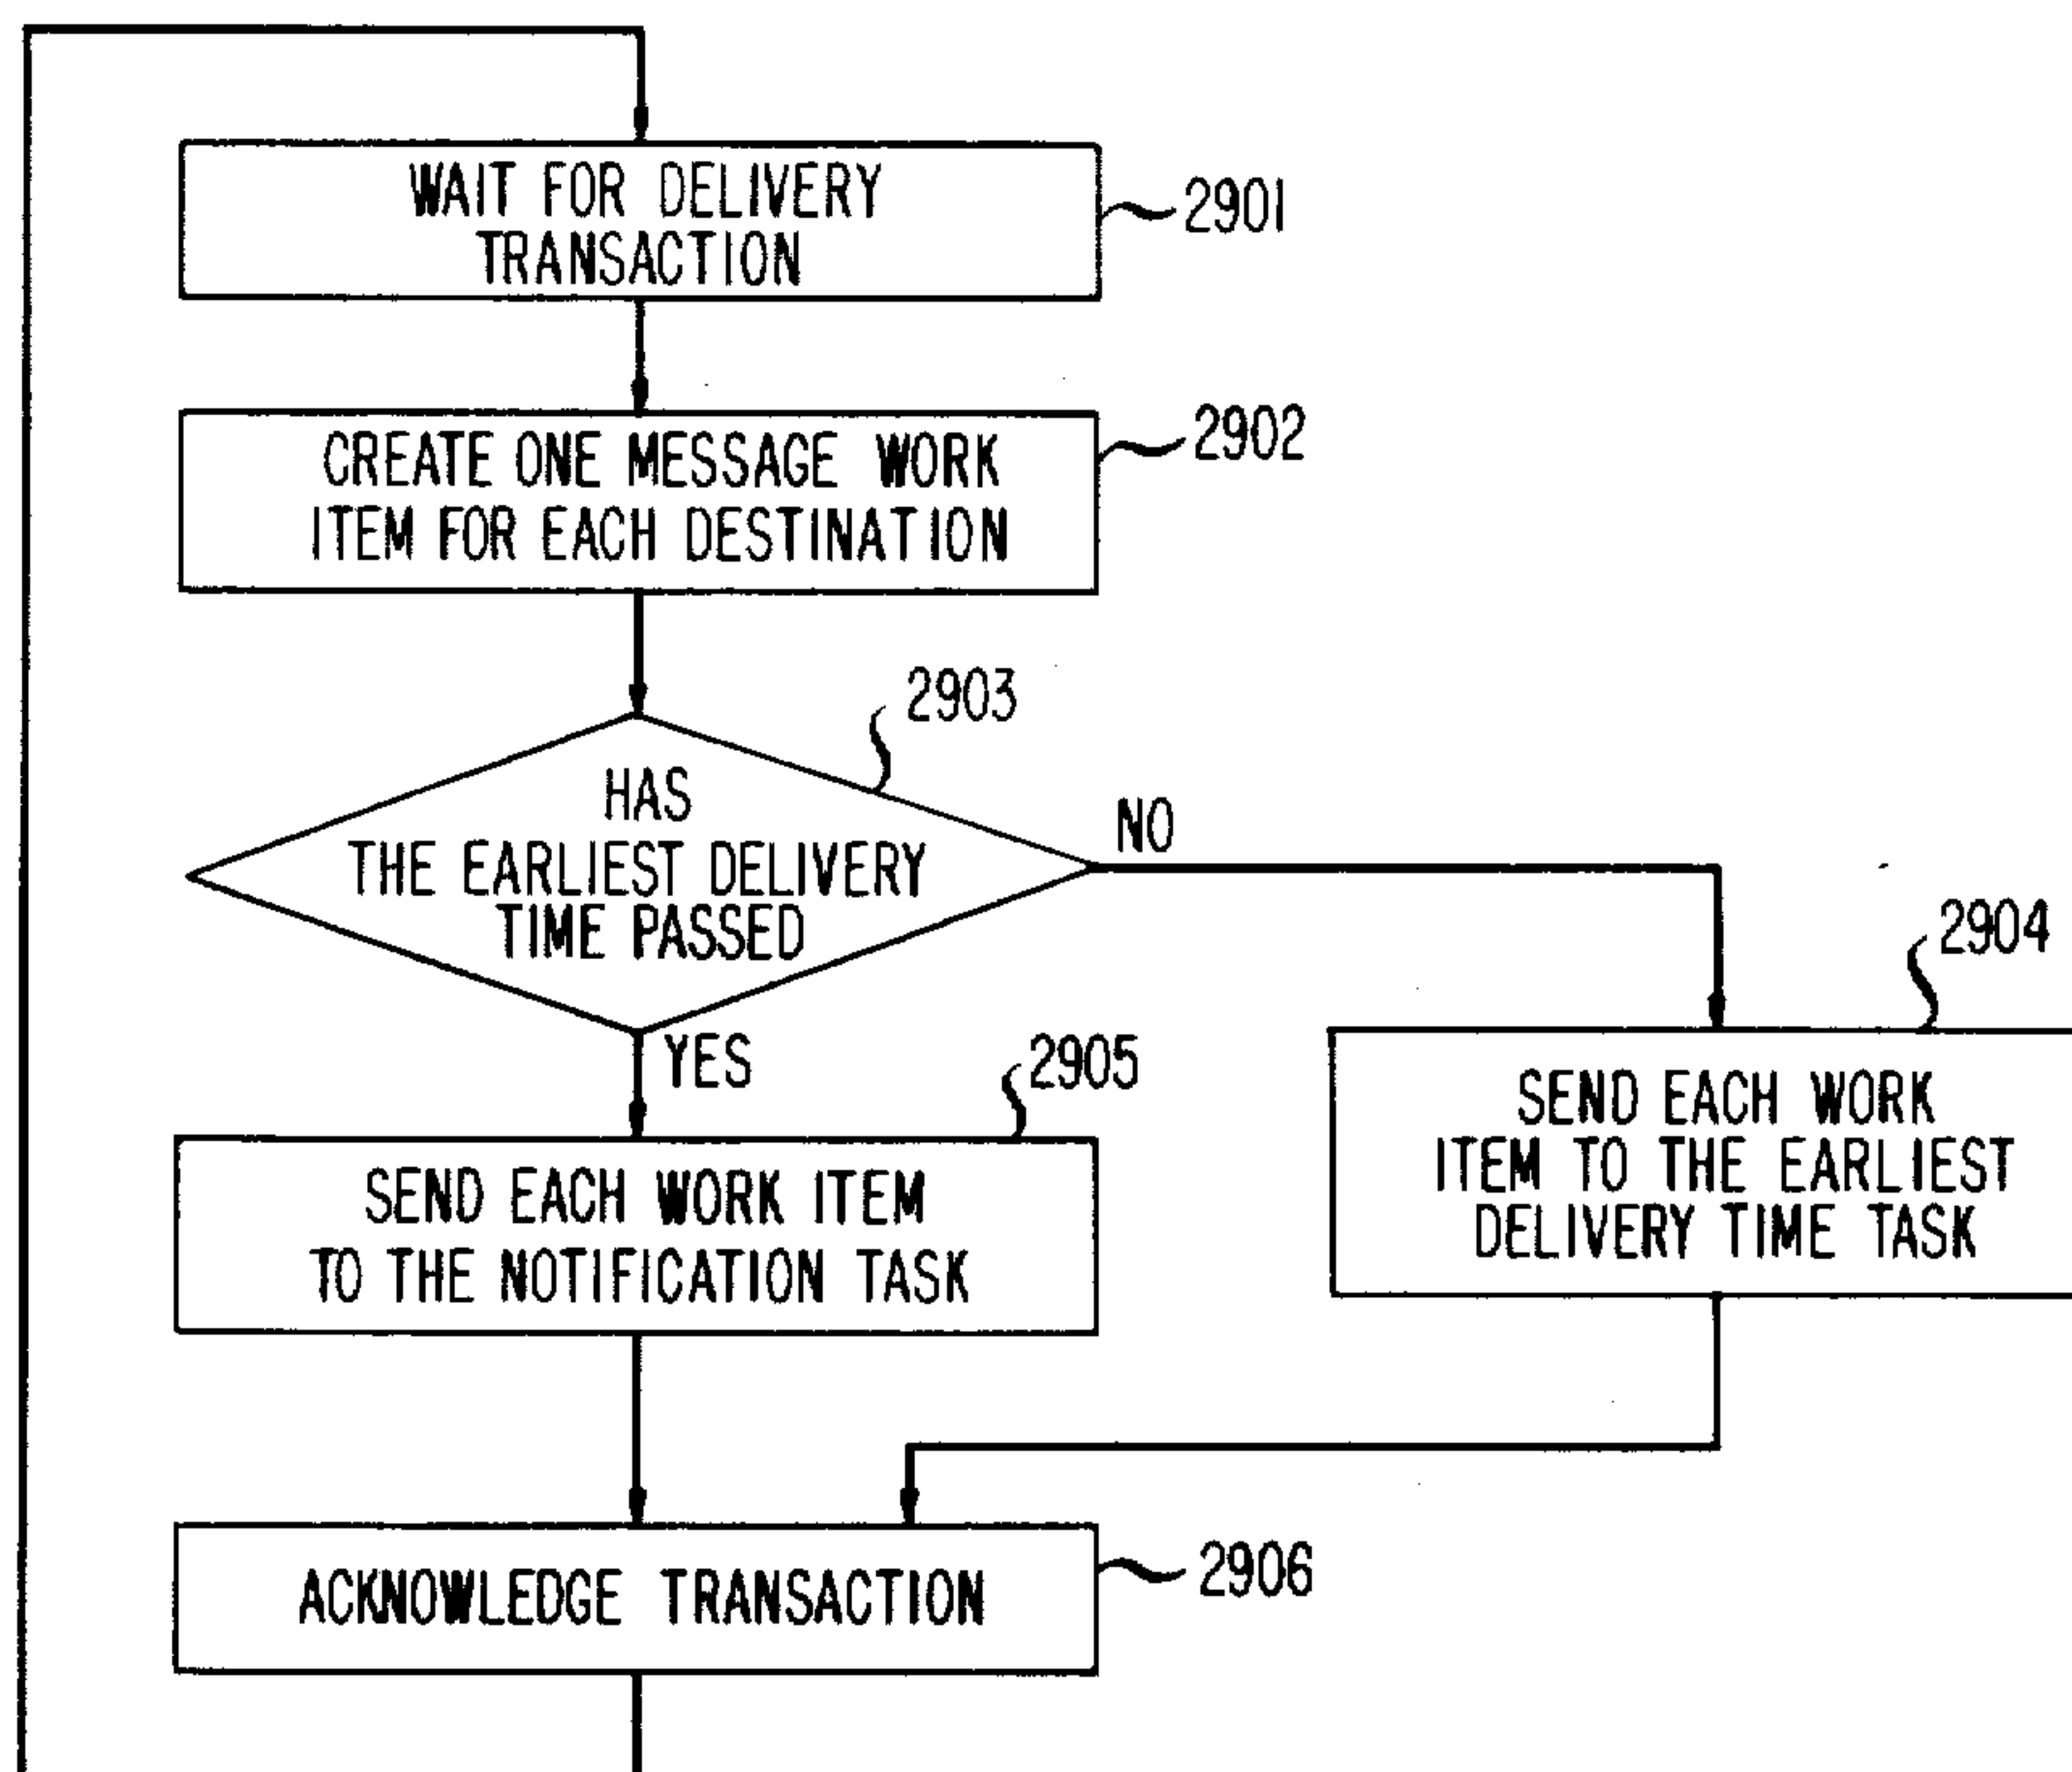 WAIT FOR DELIVERY
TRANSACTION
2901
CREATE ONE MESSAGE WORK
ITEM FOR EACH DESTINATION
2902
2903
HAS
THE EARLIEST DELIVERY
TIME PASSED
NO
YES
2904
SEND EACH WORK
ITEM TO THE EARLIEST
DELIVERY TIME TASK
2905
SEND EACH WORK ITEM
TO THE NOTIFICATION TASK
ACKNOWLEDGE TRANSACTION
2906